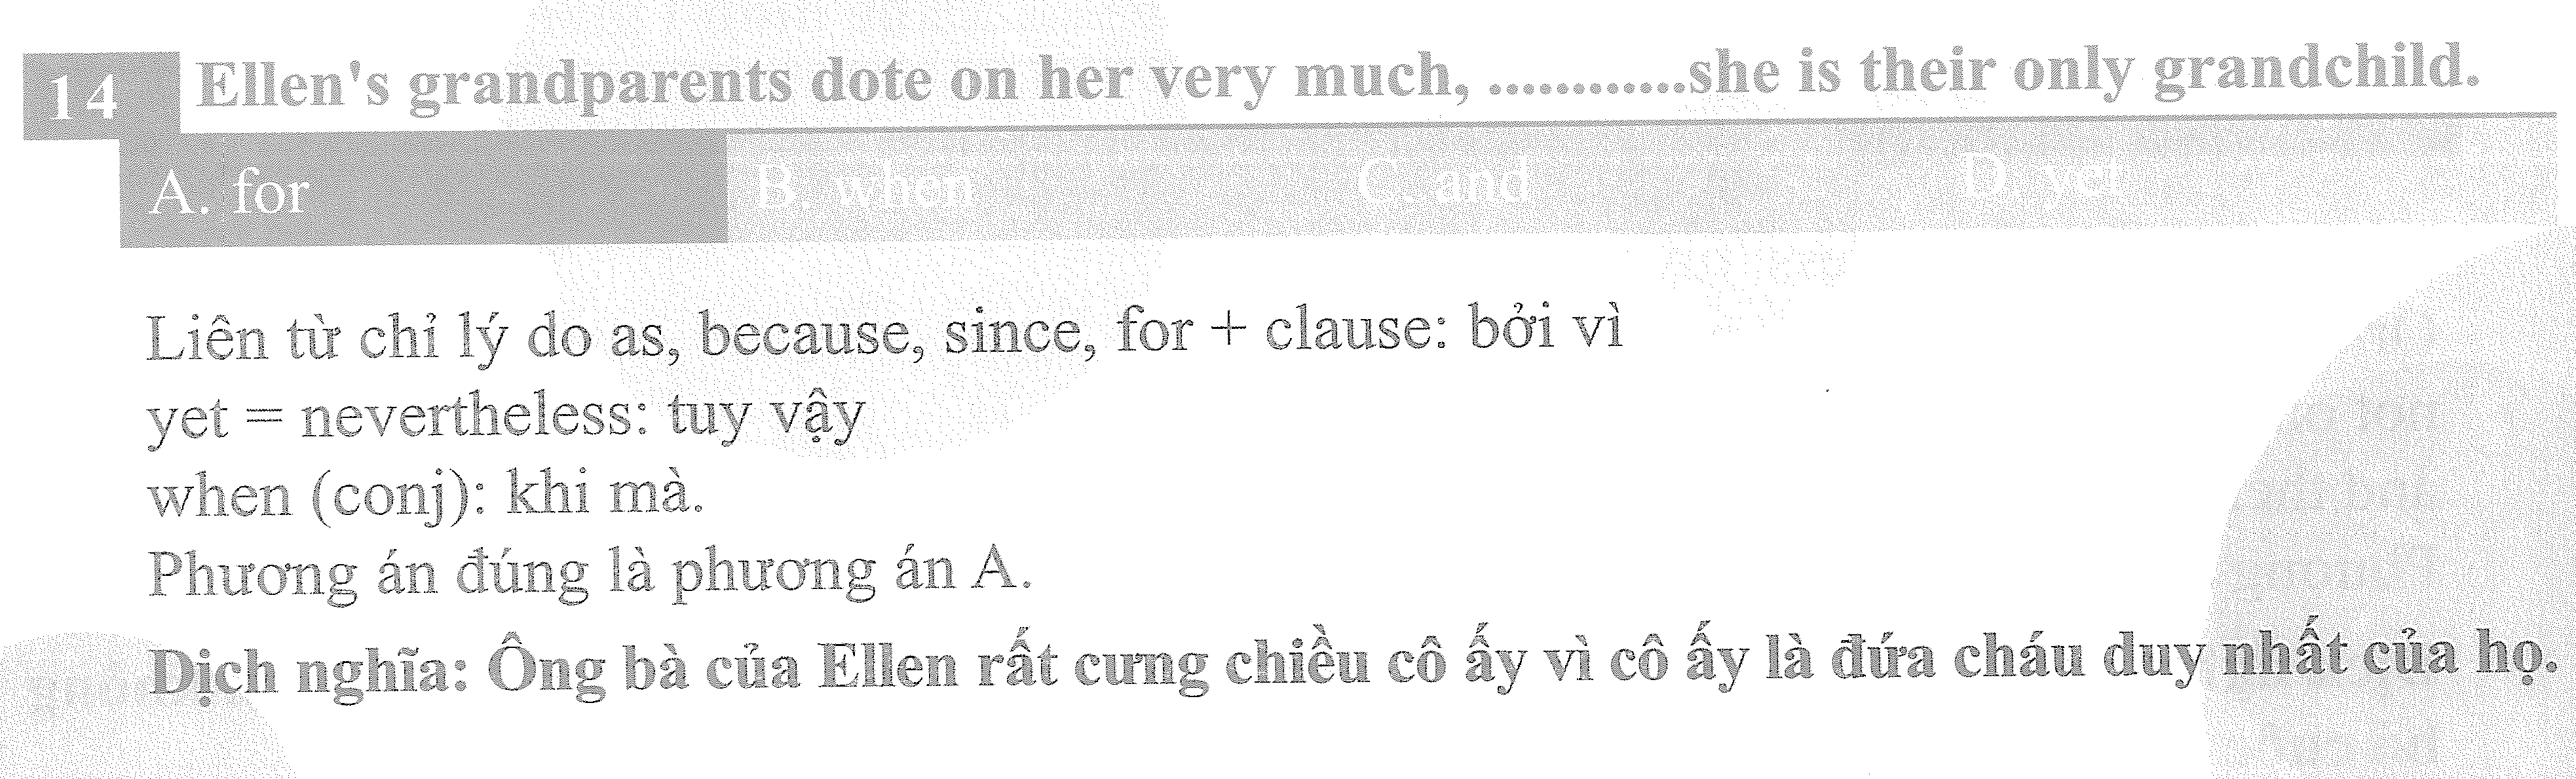 14 Ellen's grandparents dote on her very much, ............she is their only grandchild.
A. for B. when C. and D. yet
Liên từ chỉ lý do as, because, since, for + clause: bởi vì
yet = nevertheless: tuy vậy
when (conj): khi mà.
Phương án đúng là phương án A.
Dịch nghĩa: Ông bà của Ellen rất cưng chiều cô ấy vì cô ấy là đứa cháu duy nhất của họ.